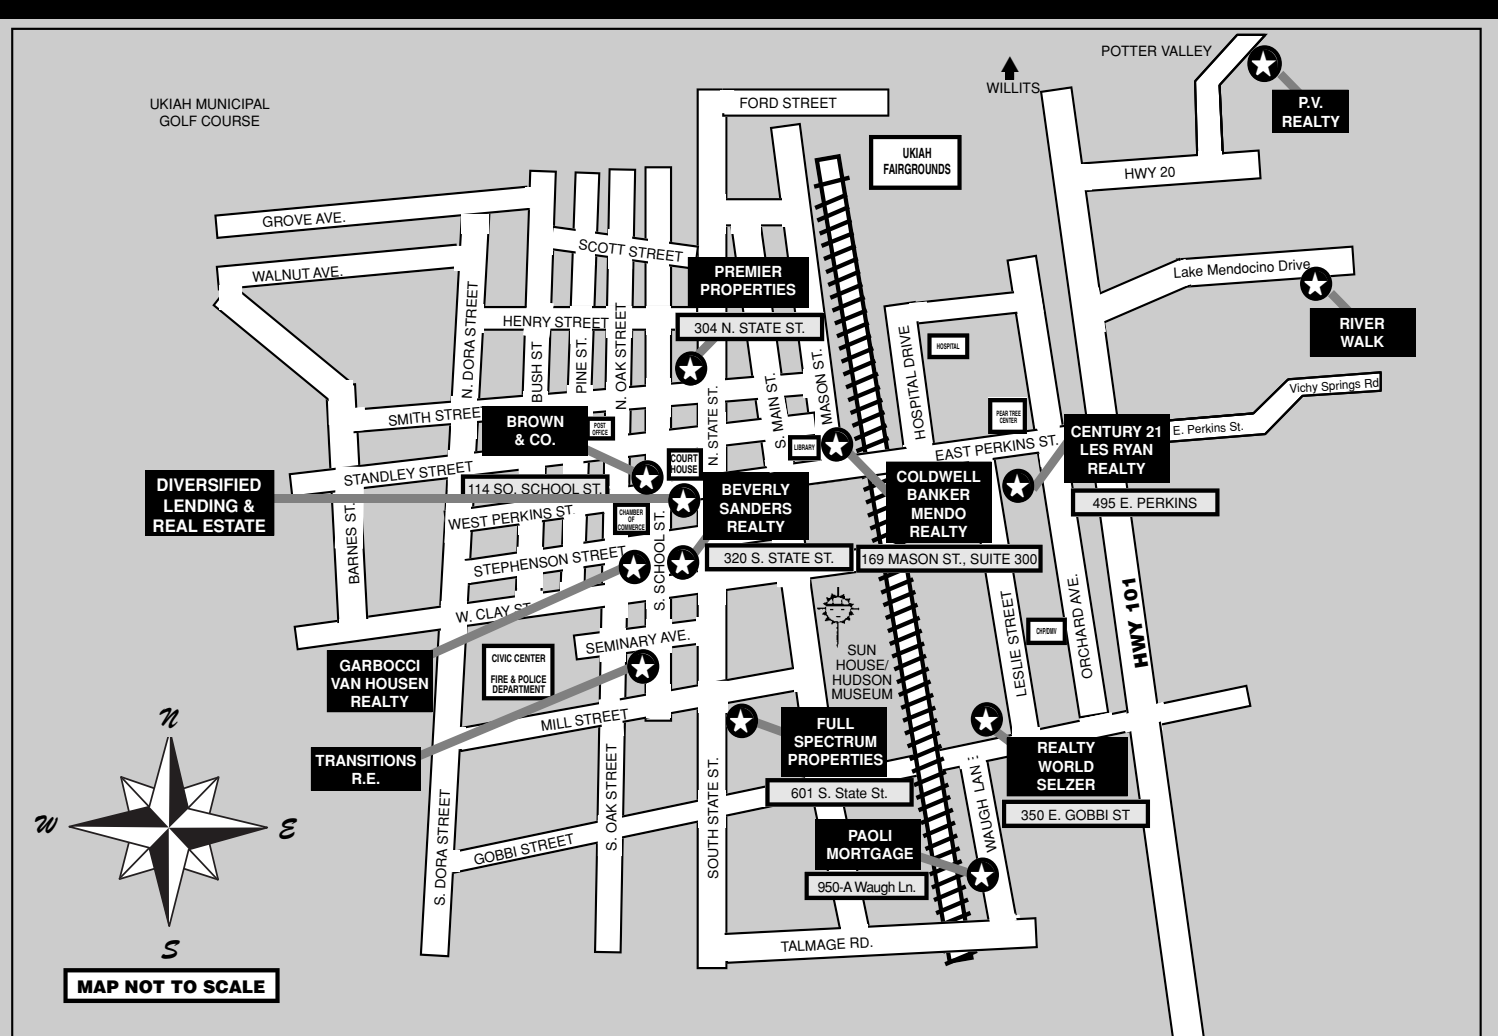 POTTER VALLEY
WILLITS
UKIAH MUNICIPAL
GOLF COURSE
FORD STREET
P.V.
REALTY
UKIAH
FAIRGROUNDS
HWY 20
GROVE AVE.
SCOTT STREET
WALNUT AVE.
Lake Mendocino Drive
PREMIER
PROPERTIES
304 N. STATE ST.
HENRY STREET
N. DORA STREET
BUSH ST
PINE ST.
N. OAK STREET
N. STATE ST.
S. MAIN ST.
MASON ST.
HOSPITAL DRIVE
HOSPITAL
RIVER
WALK
Vichy Springs Rd
E. Perkins St.
SMITH STREE
BROWN
& CO.
POST
OFFICE
PEAR TREE
CENTER
LIBRARY
EAST PERKINS ST.
CENTURY 21
LES RYAN
REALTY
495 E. PERKINS
STANDLEY STREET
COURT
HOUSE
114 SO. SCHOOL ST.
DIVERSIFIED
LENDING &
REAL ESTATE
BEVERLY
SANDERS
REALTY
320 S. STATE ST.
COLDWELL
BANKER
MENDO
REALTY
169 MASON ST., SUITE 300
WEST PERKINS ST.
CHAMBER
OF
COMMERCE
BARNES ST.
STEPHENSON STREET
S. SCHOOL ST.
W. CLAY ST.
SEMINARY AVE.
CIVIC CENTER
FIRE & POLICE
DEPARTMENT
SUN
HOUSE/
HUDSON
MUSEUM
LESLIE STREET
CHP/DMV
ORCHARD AVE.
HWY 101
GARBOCCI
VAN HOUSEN
REALTY
MILL STREET
TRANSITIONS
R.E.
FULL
SPECTRUM
PROPERTIES
601 S. State St.
REALTY
WORLD
SELZER
350 E. GOBBI ST
S. DORA STREET
GOBBI STREET
S. OAK STREET
SOUTH STATE ST.
WAUGH LANE
PAOLI
MORTGAGE
950-A Waugh Ln.
TALMAGE RD.
N
W
E
S
MAP NOT TO SCALE